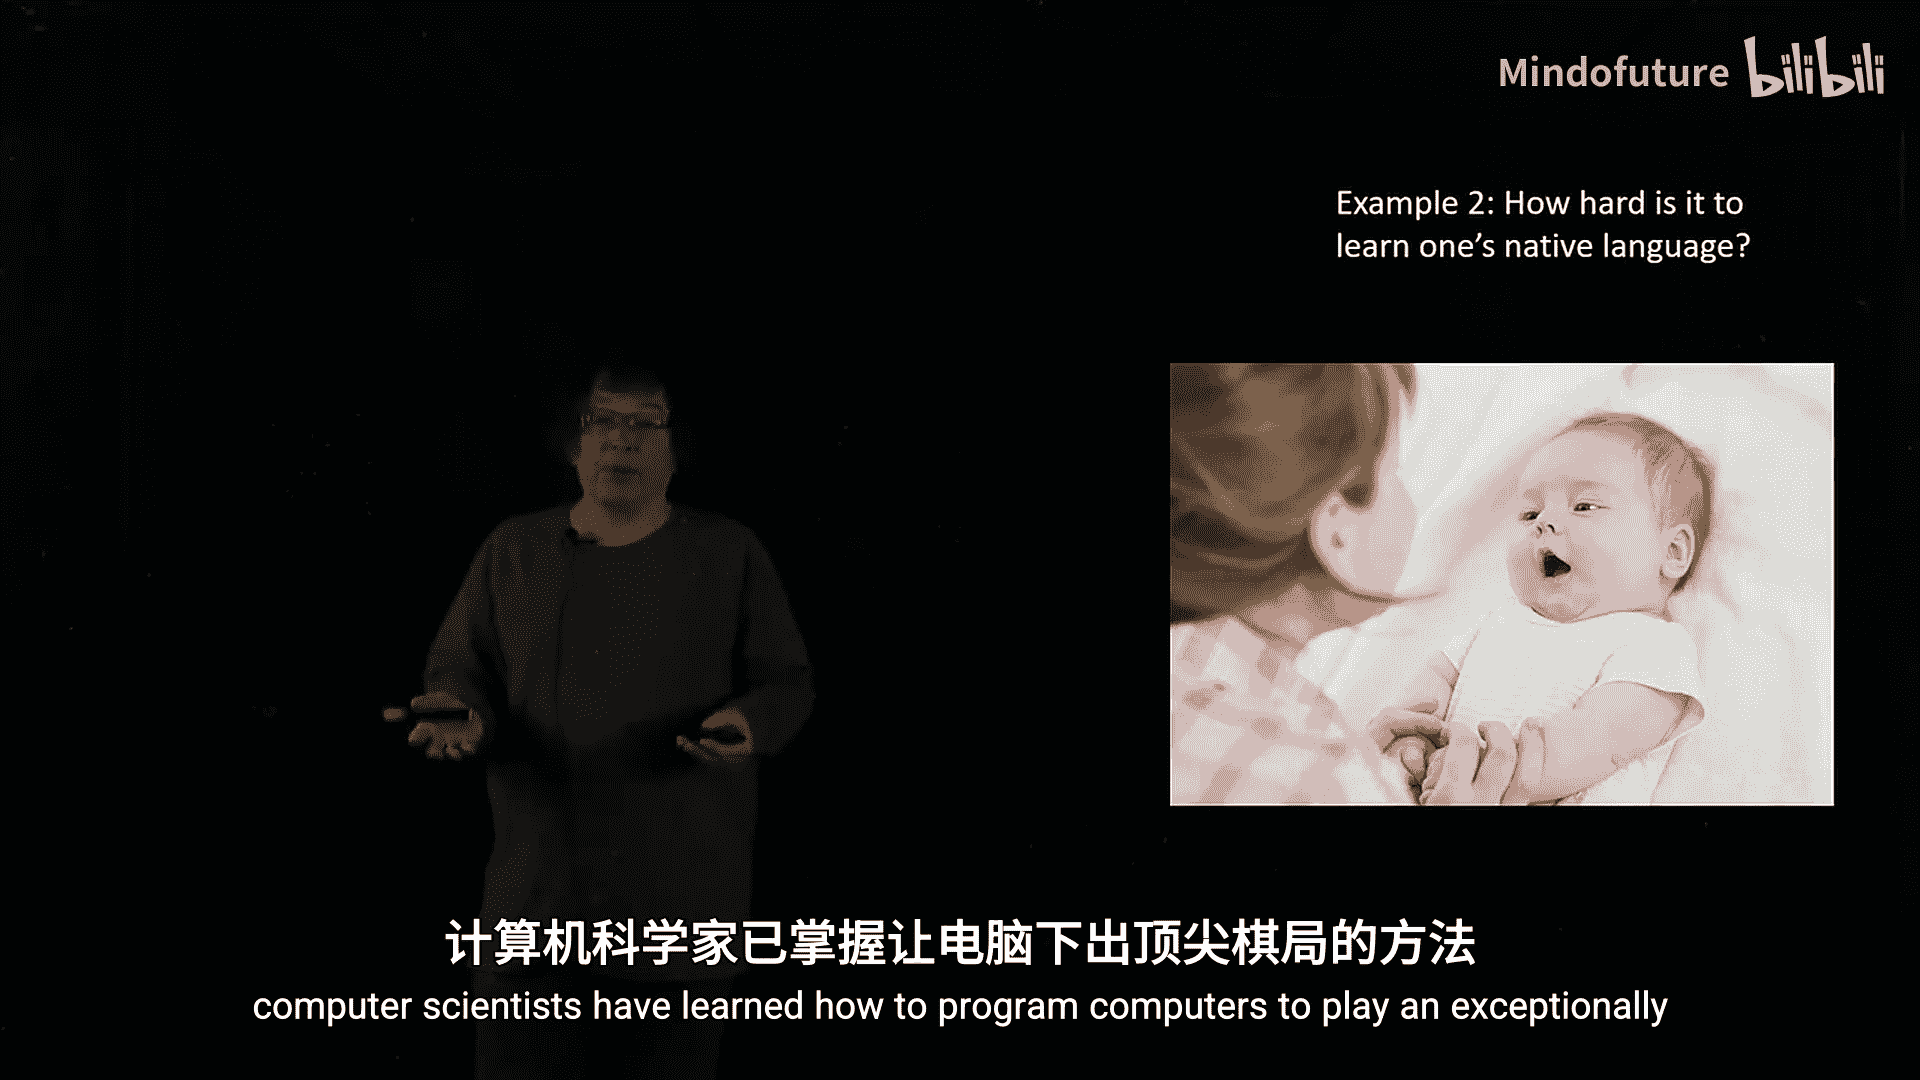 Mindofuture bilibili
Example 2: How hard is it to
learn one’s native language?
计算机科学家已掌握让电脑下出顶尖棋局的方法
computer scientists have learned how to program computers to play an exceptionally